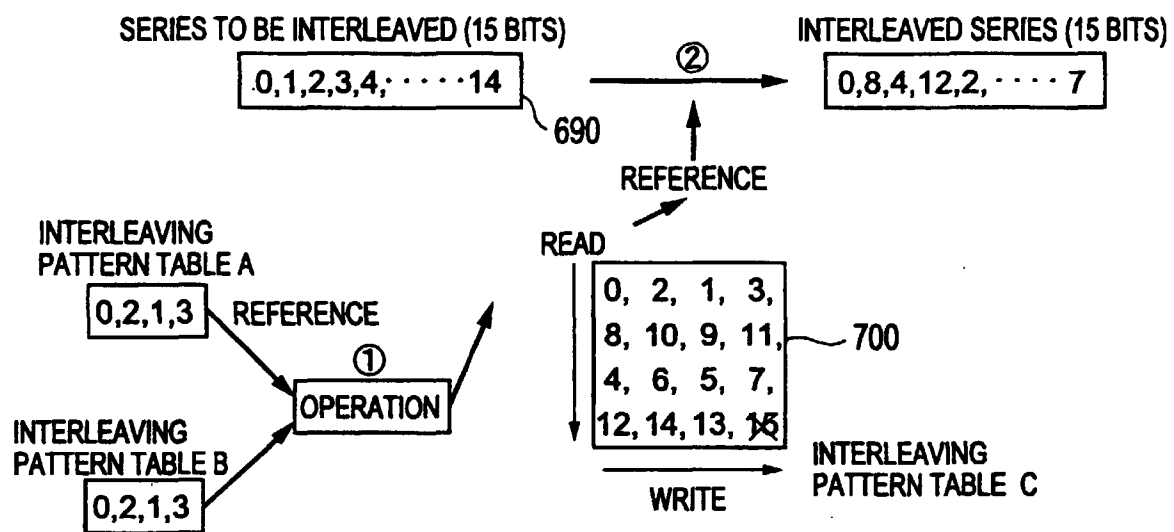 SERIES TO BE INTERLEAVED (15 BITS)
0,1,2,3,4,·····14
690
②
INTERLEAVED SERIES (15 BITS)
0,8,4,12,2,····7
REFERENCE
INTERLEAVING
PATTERN TABLE A
0,2,1,3
REFERENCE
①
OPERATION
INTERLEAVING
PATTERN TABLE B
0,2,1,3
READ
0, 2, 1, 3,
8, 10, 9, 11,
4, 6, 5, 7,
12, 14, 13, 15
700
WRITE
INTERLEAVING
PATTERN TABLE C